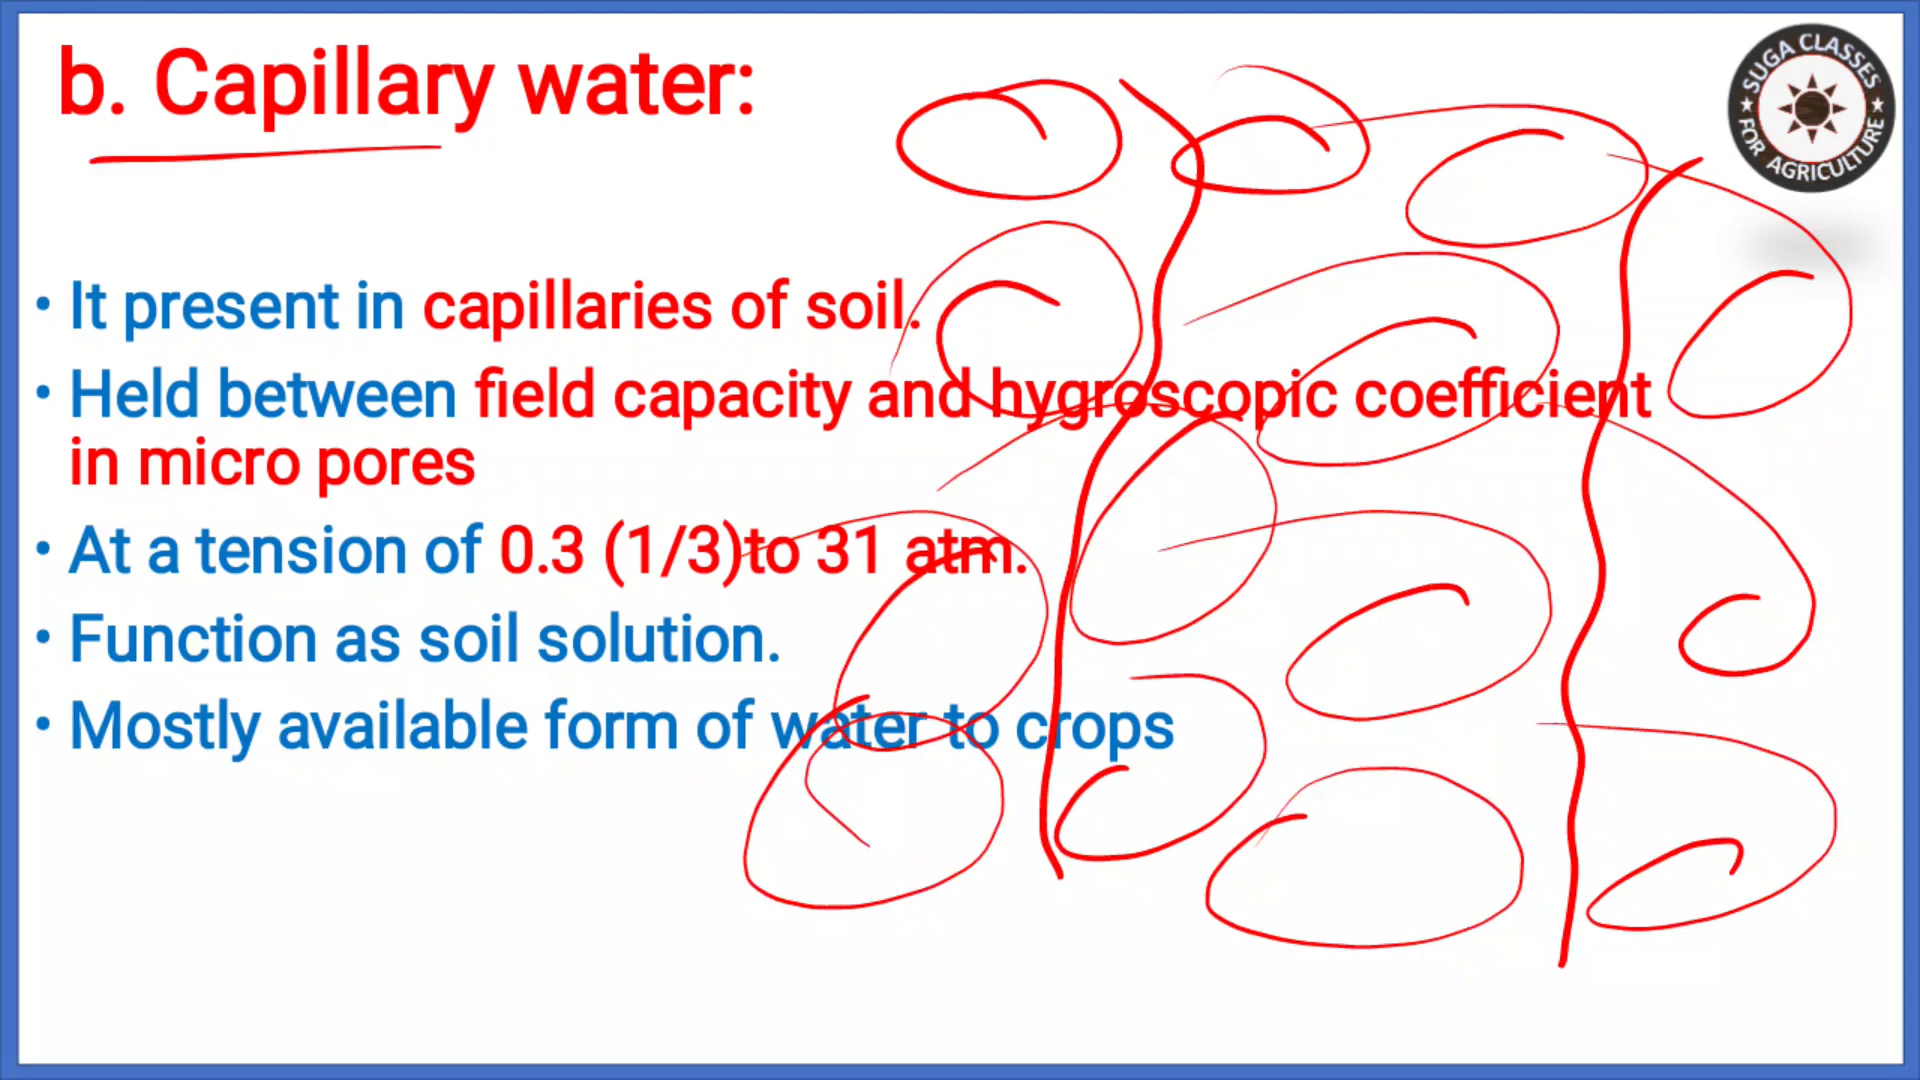 b. Capillary water:
SUGA CLASSES
★ FOR AGRICULTURE ★
• It present in capillaries of soil.
• Held between field capacity and hygroscopic coefficient
in micro pores
• At a tension of 0.3 (1/3)to 31 atm.
• Function as soil solution.
• Mostly available form of water to crops